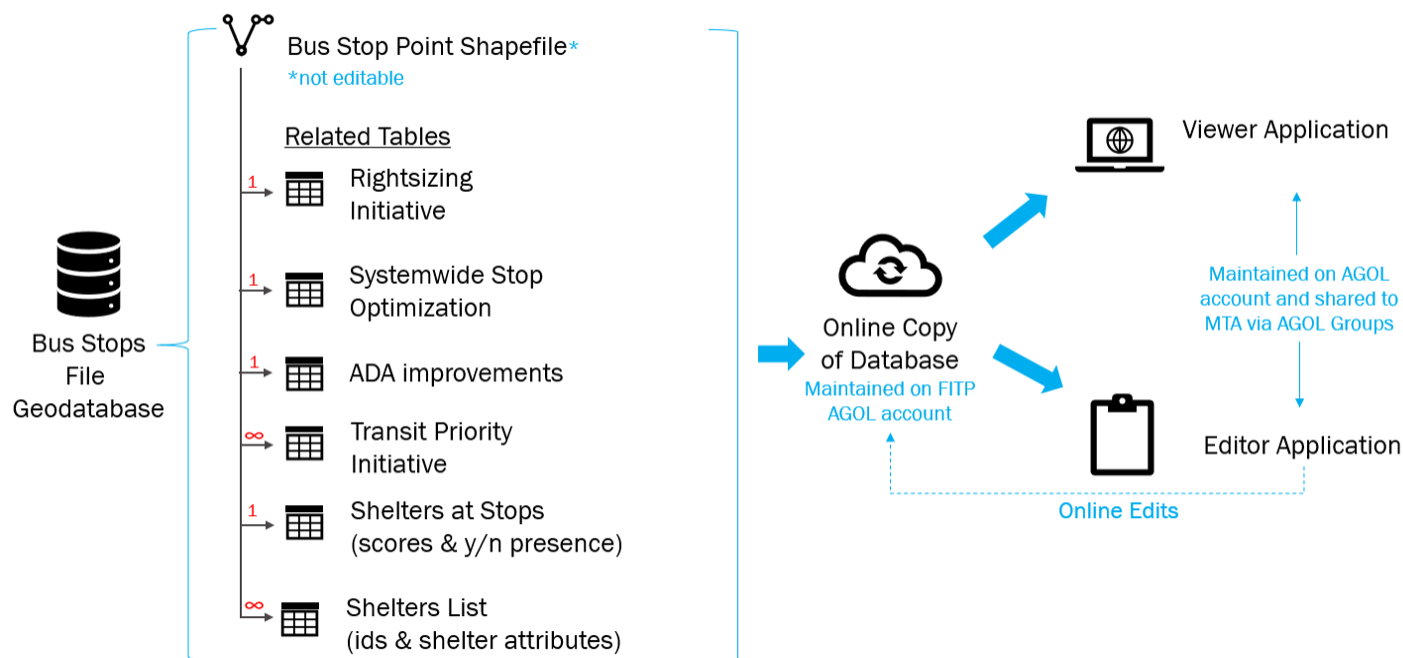 Bus Stop Point Shapefile*
*not editable
Related Tables
1
Rightsizing
Initiative
1
Systemwide Stop
Optimization
1
ADA improvements
∞
Transit Priority
Initiative
1
Shelters at Stops
(scores & y/n presence)
∞
Shelters List
(ids & shelter attributes)
Bus Stops
File
Geodatabase
Online Copy
of Database
Maintained on FITP
AGOL account
Viewer Application
Maintained on AGOL
account and shared to
MTA via AGOL Groups
Editor Application
Online Edits